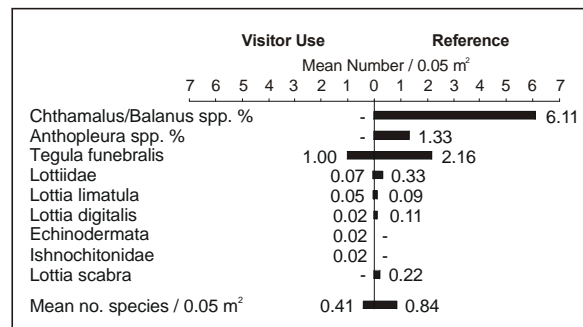 Visitor Use Reference
Mean Number / 0.05 m²
7 6 5 4 3 2 1 0 1 2 3 4 5 6 7
Chthamalus/Balanus spp. % - 6.11
Anthopleura spp. % - 1.33
Tegula funebralis 1.00 2.16
Lottiidae 0.07 0.33
Lottia limatula 0.05 0.09
Lottia digitalis 0.02 0.11
Echinodermata 0.02 -
Ishnochitonidae 0.02 -
Lottia scabra - 0.22
Mean no. species / 0.05 m² 0.41 0.84